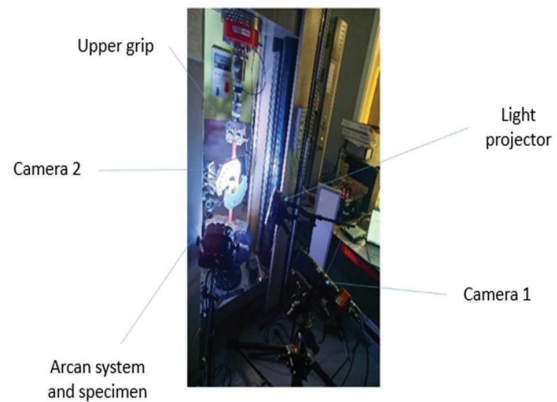 Upper grip
Light
projector
Camera 2
Camera 1
Arcan system
and specimen